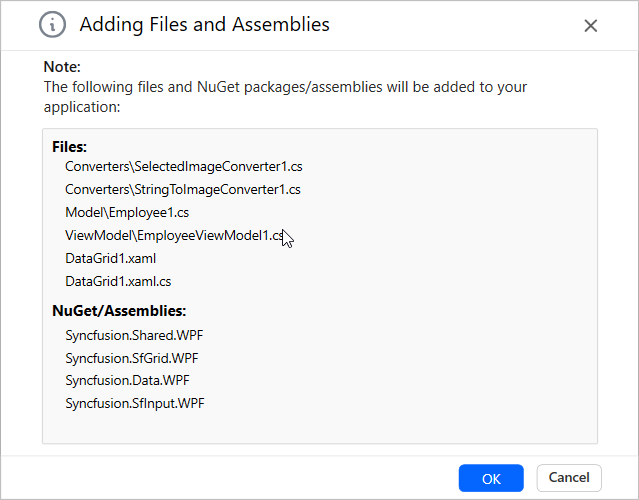 Adding Files and Assemblies
Note:
The following files and NuGet packages/assemblies will be added to your
application:
Files:
Converters\SelectedImageConverter1.cs
Converters\StringToImageConverter1.cs
Model\Employee1.cs
ViewModel\EmployeeViewModel1.cs
DataGrid1.xaml
DataGrid1.xaml.cs
NuGet/Assemblies:
Syncfusion.Shared.WPF
Syncfusion.SfGrid.WPF
Syncfusion.Data.WPF
Syncfusion.SfInput.WPF
OK
Cancel